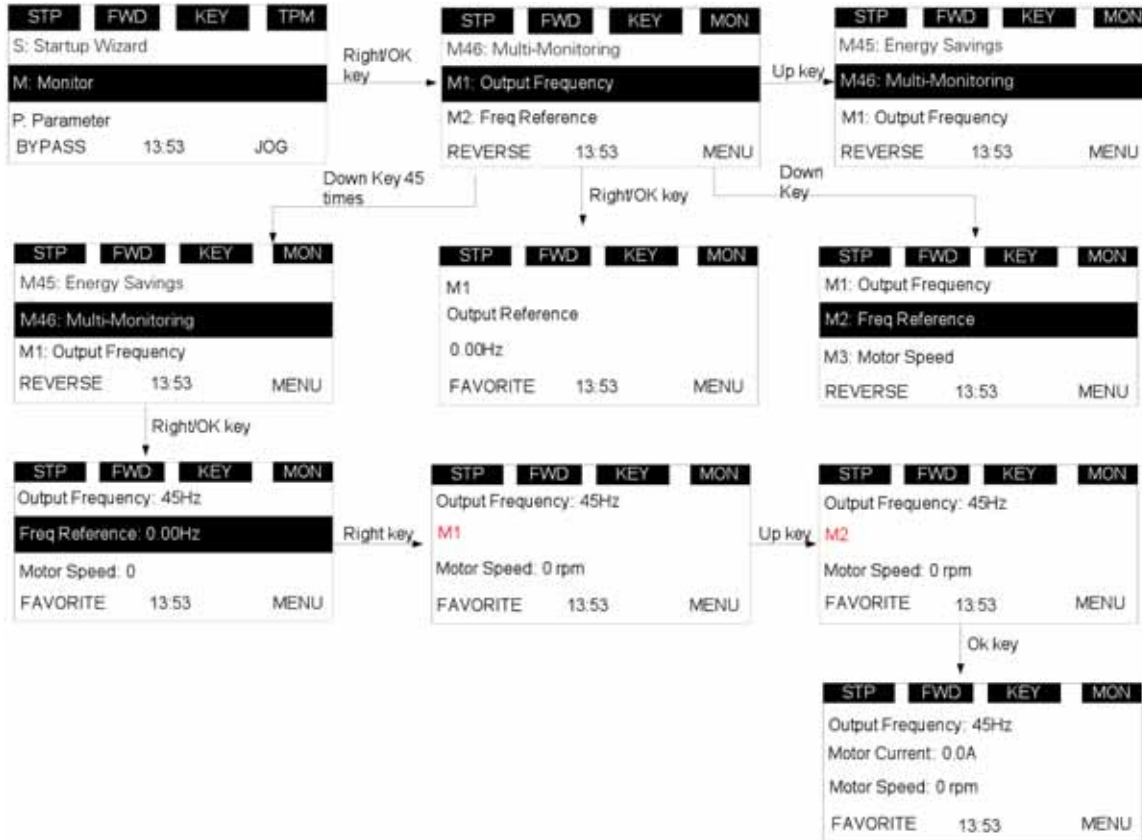 STP FWD KEY TPM
S: Startup Wizard
M: Monitor
P: Parameter
BYPASS 13:53 JOG
Right/OK
key
STP FWD KEY MON
M46: Multi-Monitoring
M1: Output Frequency
M2: Freq Reference
REVERSE 13:53 MENU
Up key
STP FWD KEY MON
M45: Energy Savings
M46: Multi-Monitoring
M1: Output Frequency
REVERSE 13:53 MENU
Down Key 45
times
Right/OK key
Down
Key
STP FWD KEY MON
M45: Energy Savings
M46: Multi-Monitoring
M1: Output Frequency
REVERSE 13:53 MENU
STP FWD KEY MON
M1
Output Reference
0.00Hz
FAVORITE 13:53 MENU
STP FWD KEY MON
M1: Output Frequency
M2: Freq Reference
M3: Motor Speed
REVERSE 13:53 MENU
Right/OK key
STP FWD KEY MON
Output Frequency: 45Hz
Freq Reference: 0.00Hz
Motor Speed: 0
FAVORITE 13:53 MENU
Right key
STP FWD KEY MON
Output Frequency: 45Hz
M1
Motor Speed: 0 rpm
FAVORITE 13:53 MENU
Up key
STP FWD KEY MON
Output Frequency: 45Hz
M2
Motor Speed: 0 rpm
FAVORITE 13:53 MENU
Ok key
STP FWD KEY MON
Output Frequency: 45Hz
Motor Current: 0.0A
Motor Speed: 0 rpm
FAVORITE 13:53 MENU